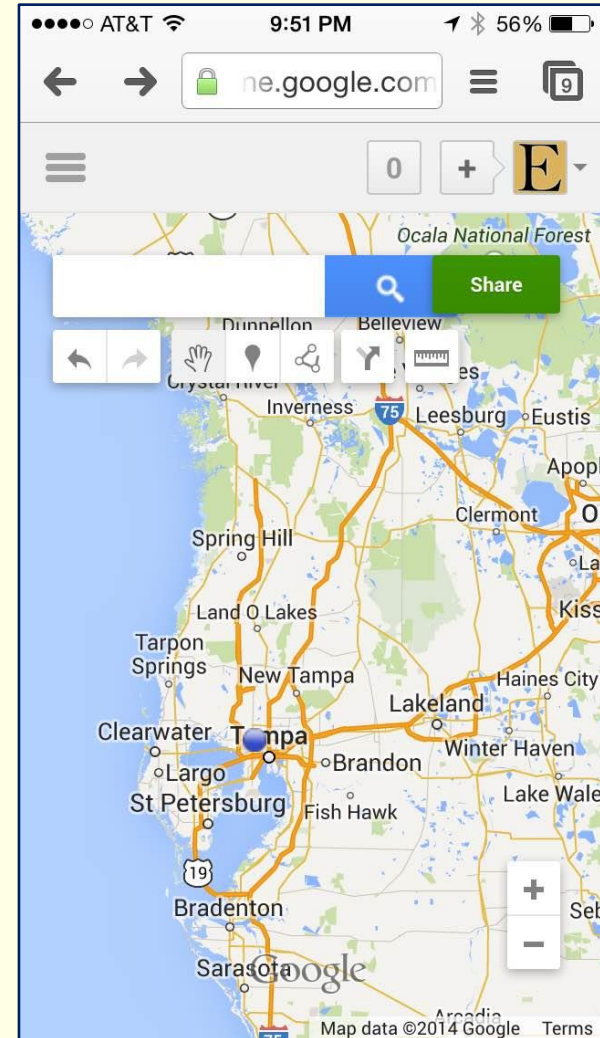 AT&T 9:51 PM 56%
ne.google.com 9
0 + E
Ocala National Forest
Share
Dunnellon Belleview
Crystal River
Inverness 75 Leesburg Eustis
Apopl
Clermont O
Spring Hill
La
Kiss
Land O Lakes
Tarpon
Springs
New Tampa Haines City
Lakeland
Clearwater Tampa
Winter Haven
Largo Brandon
St Petersburg Fish Hawk Lake Wale
19
+
Bradenton Seb
−
Sarasota Google
Arcadia
75 Map data ©2014 Google Terms